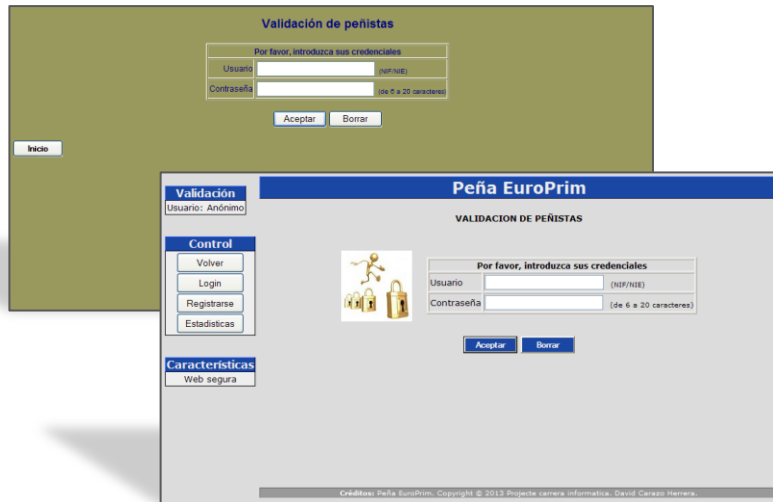 Validación de peñistas
Por favor, introduzca sus credenciales
Usuario (NIF/NIE)
Contraseña (de 6 a 20 caracteres)
Aceptar Borrar
Inicio
Peña EuroPrim
Validación
Usuario: Anónimo
VALIDACION DE PEÑISTAS
Control
Volver
Login
Registrarse
Estadisticas
Por favor, introduzca sus credenciales
Usuario (NIF/NIE)
Contraseña (de 6 a 20 caracteres)
Aceptar Borrar
Características
Web segura
Créditos: Peña EuroPrim. Copyright © 2013 Projecte carrera informatica. David Carazo Herrera.